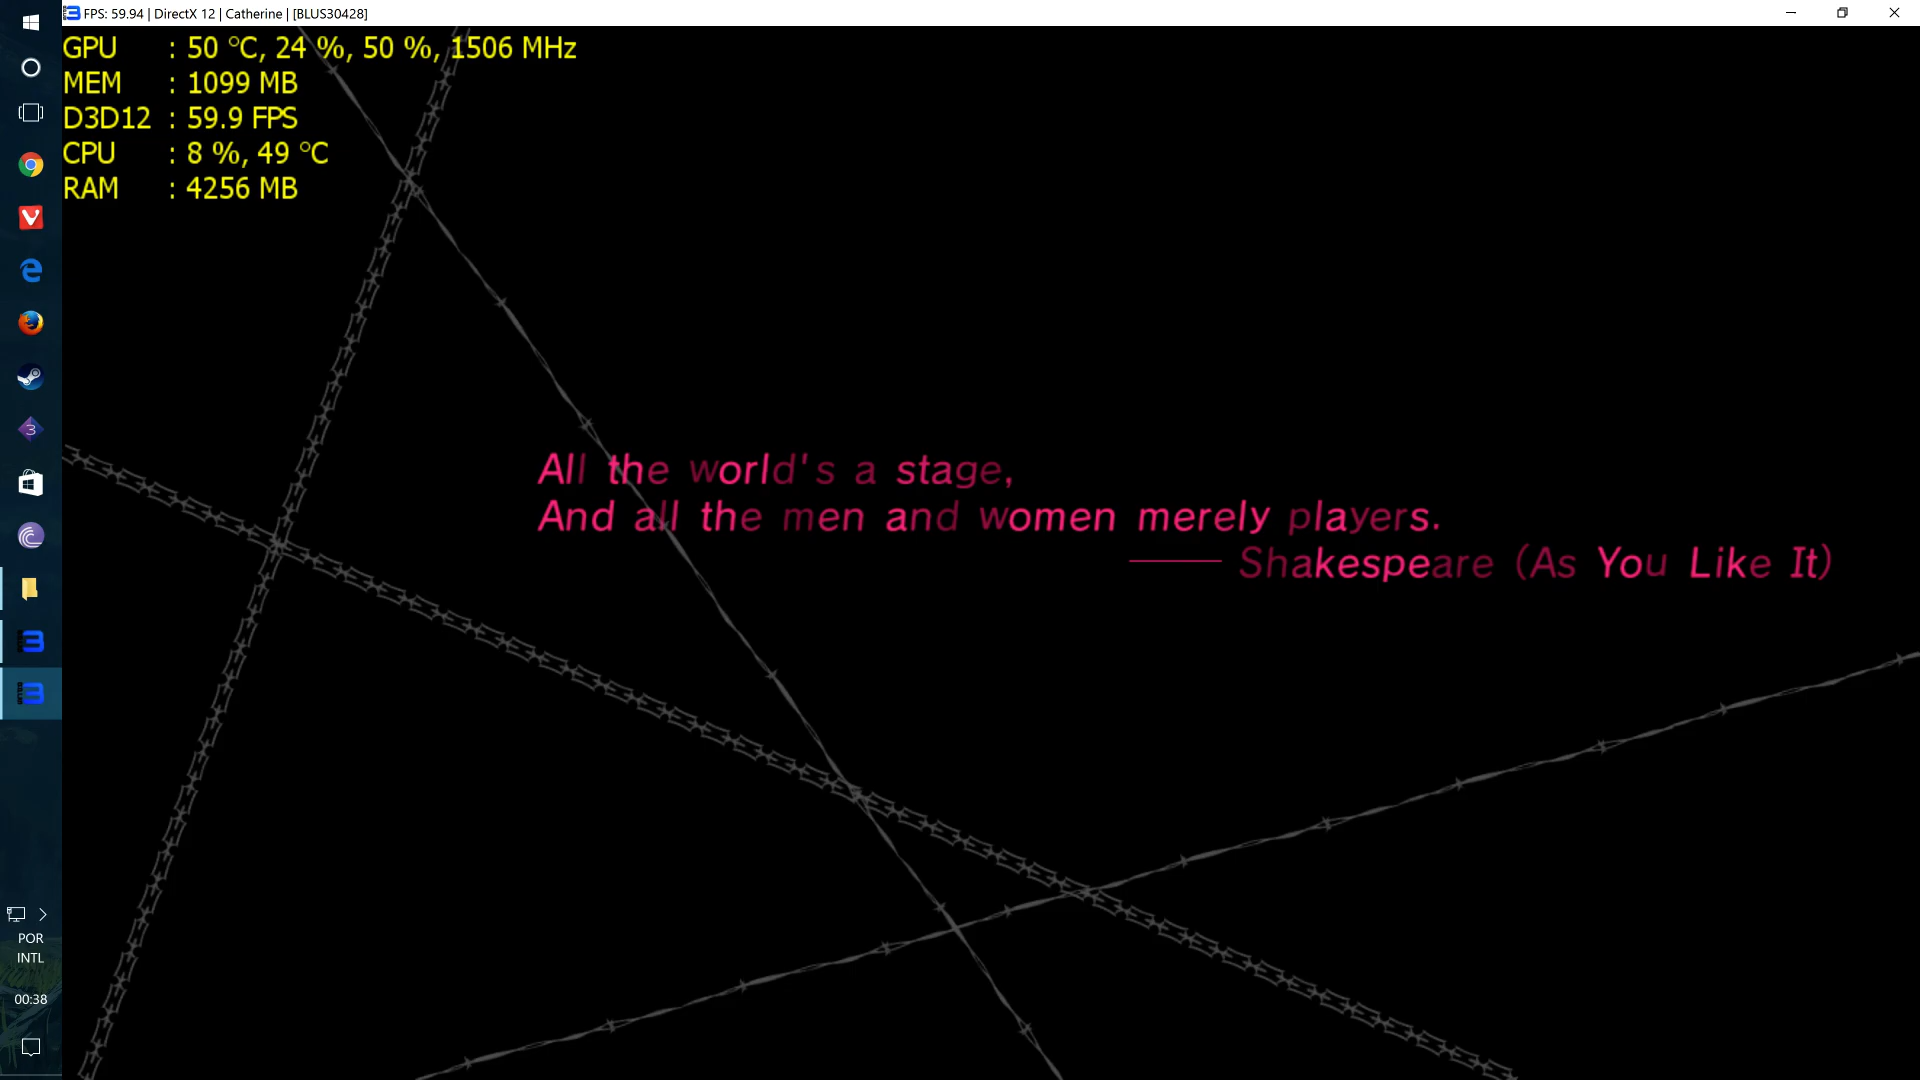 FPS: 59.94 | DirectX 12 | Catherine | [BLUS30428]
GPU : 50 °C, 24 %, 50 %, 1506 MHz
MEM : 1099 MB
D3D12 : 59.9 FPS
CPU : 8 %, 49 °C
RAM : 4256 MB
All the world's a stage,
And all the men and women merely players.
—— Shakespeare (As You Like It)
POR
INTL
00:38